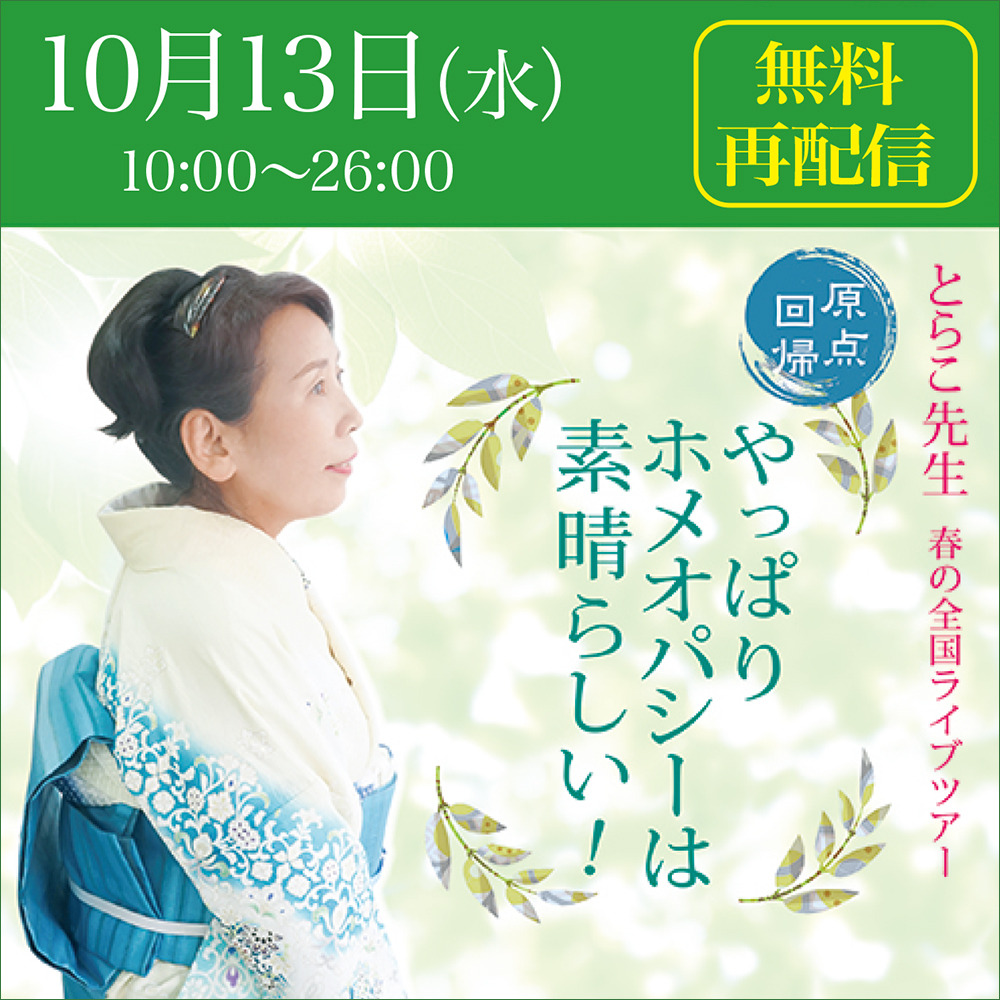 10月13日(水)
10:00〜26:00
無料
再配信
とらこ先生 春の全国ライブツアー
原点
回帰
やっぱり
ホメオパシーは
素晴らしい!